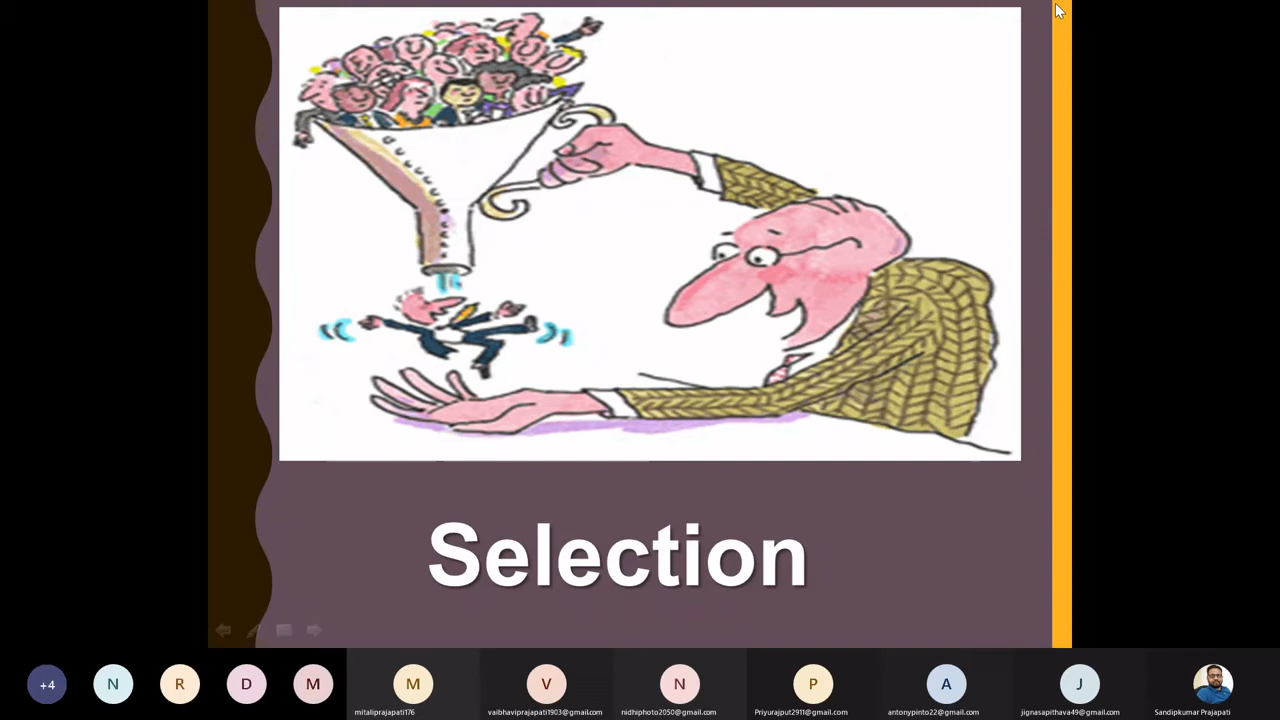 Selection
+4
N
R
D
M
M
V
N
P
A
J
mitaliprajapati176
vaibhaviprajapati1903@gmail.com
nidhiphoto2050@gmail.com
Priyurajput2911@gmail.com
antonypinto22@gmail.com
jignasapithava49@gmail.com
Sandipkumar Prajapati